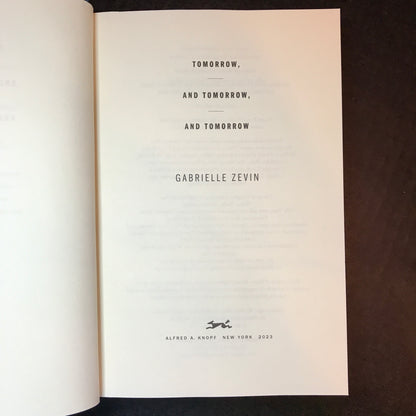 TOMORROW,
AND TOMORROW,
AND TOMORROW
GABRIELLE ZEVIN
ALFRED A. KNOPF NEW YORK 2023